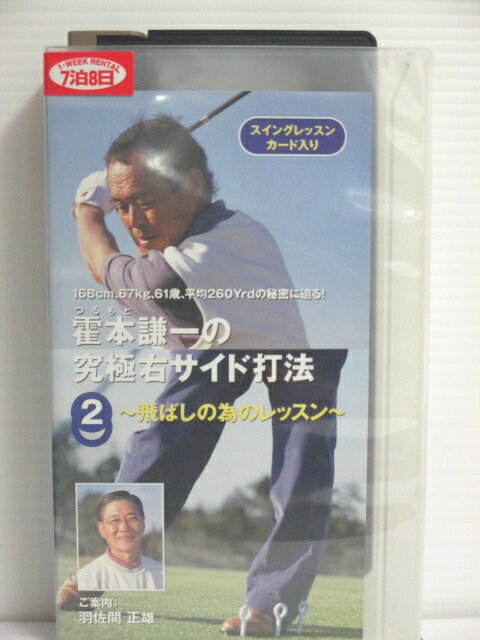 1-WEEK RENTAL
7泊8日
スイングレッスン
カード入り
168cm、67kg、61歳、平均260Yrdの秘密に迫る!
つるもと
霍本謙一の
究極右サイド打法
2
〜飛ばしの為のレッスン〜
ご案内:
羽佐間 正雄